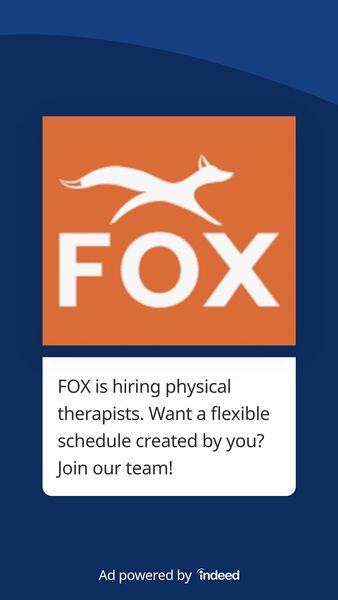 FOX
FOX is hiring physical
therapists. Want a flexible
schedule created by you?
Join our team!
Ad powered by indeed